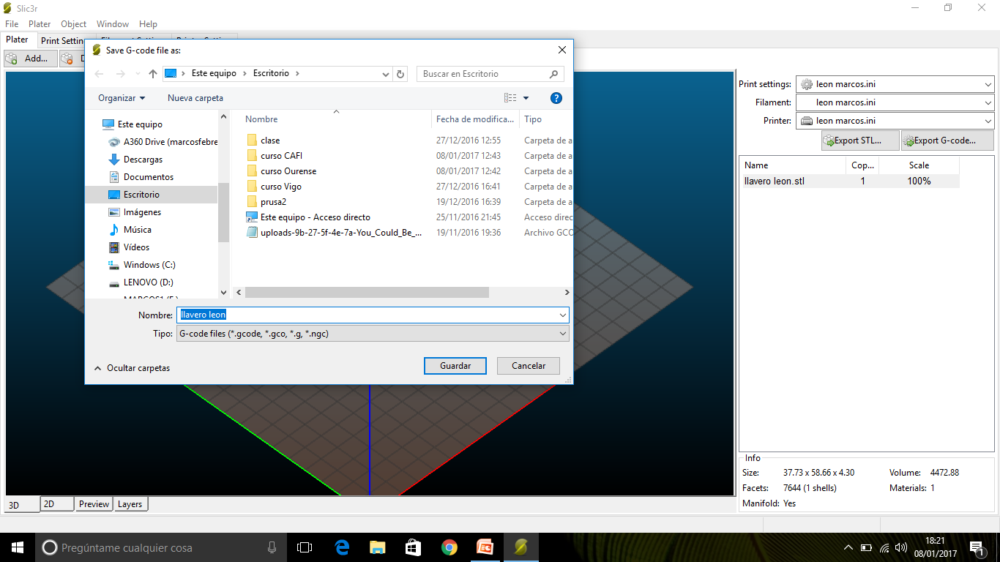 Slic3r
File Plater Object Window Help
Plater Print Settin
Add...
Save G-code file as:
Este equipo Escritorio
Buscar en Escritorio
Organizar Nueva carpeta
Este equipo
A360 Drive (marcosfebre
Descargas
Documentos
Escritorio
Imágenes
Música
Vídeos
Windows (C:)
LENOVO (D:)
Nombre Fecha de modifica... Tipo
clase 27/12/2016 12:55 Carpeta de a
curso CAFI 08/01/2017 12:43 Carpeta de a
curso Ourense 08/01/2017 12:42 Carpeta de a
curso Vigo 27/12/2016 16:41 Carpeta de a
prusa2 19/12/2016 16:39 Carpeta de a
Este equipo - Acceso directo 25/11/2016 21:45 Acceso direc
uploads-9b-27-5f-4e-7a-You_Could_Be_... 19/11/2016 19:36 Archivo GCO
Nombre: llavero leon
Tipo: G-code files (*.gcode, *.gco, *.g, *.ngc)
Ocultar carpetas
Guardar Cancelar
Print settings: leon marcos.ini
Filament: leon marcos.ini
Printer: leon marcos.ini
Export STL... Export G-code...
Name Cop... Scale
llavero leon.stl 1 100%
Info
Size: 37.73 x 58.66 x 4.30 Volume: 4472.88
Facets: 7644 (1 shells) Materials: 1
Manifold: Yes
3D 2D Preview Layers
Pregúntame cualquier cosa
18:21
08/01/2017
1